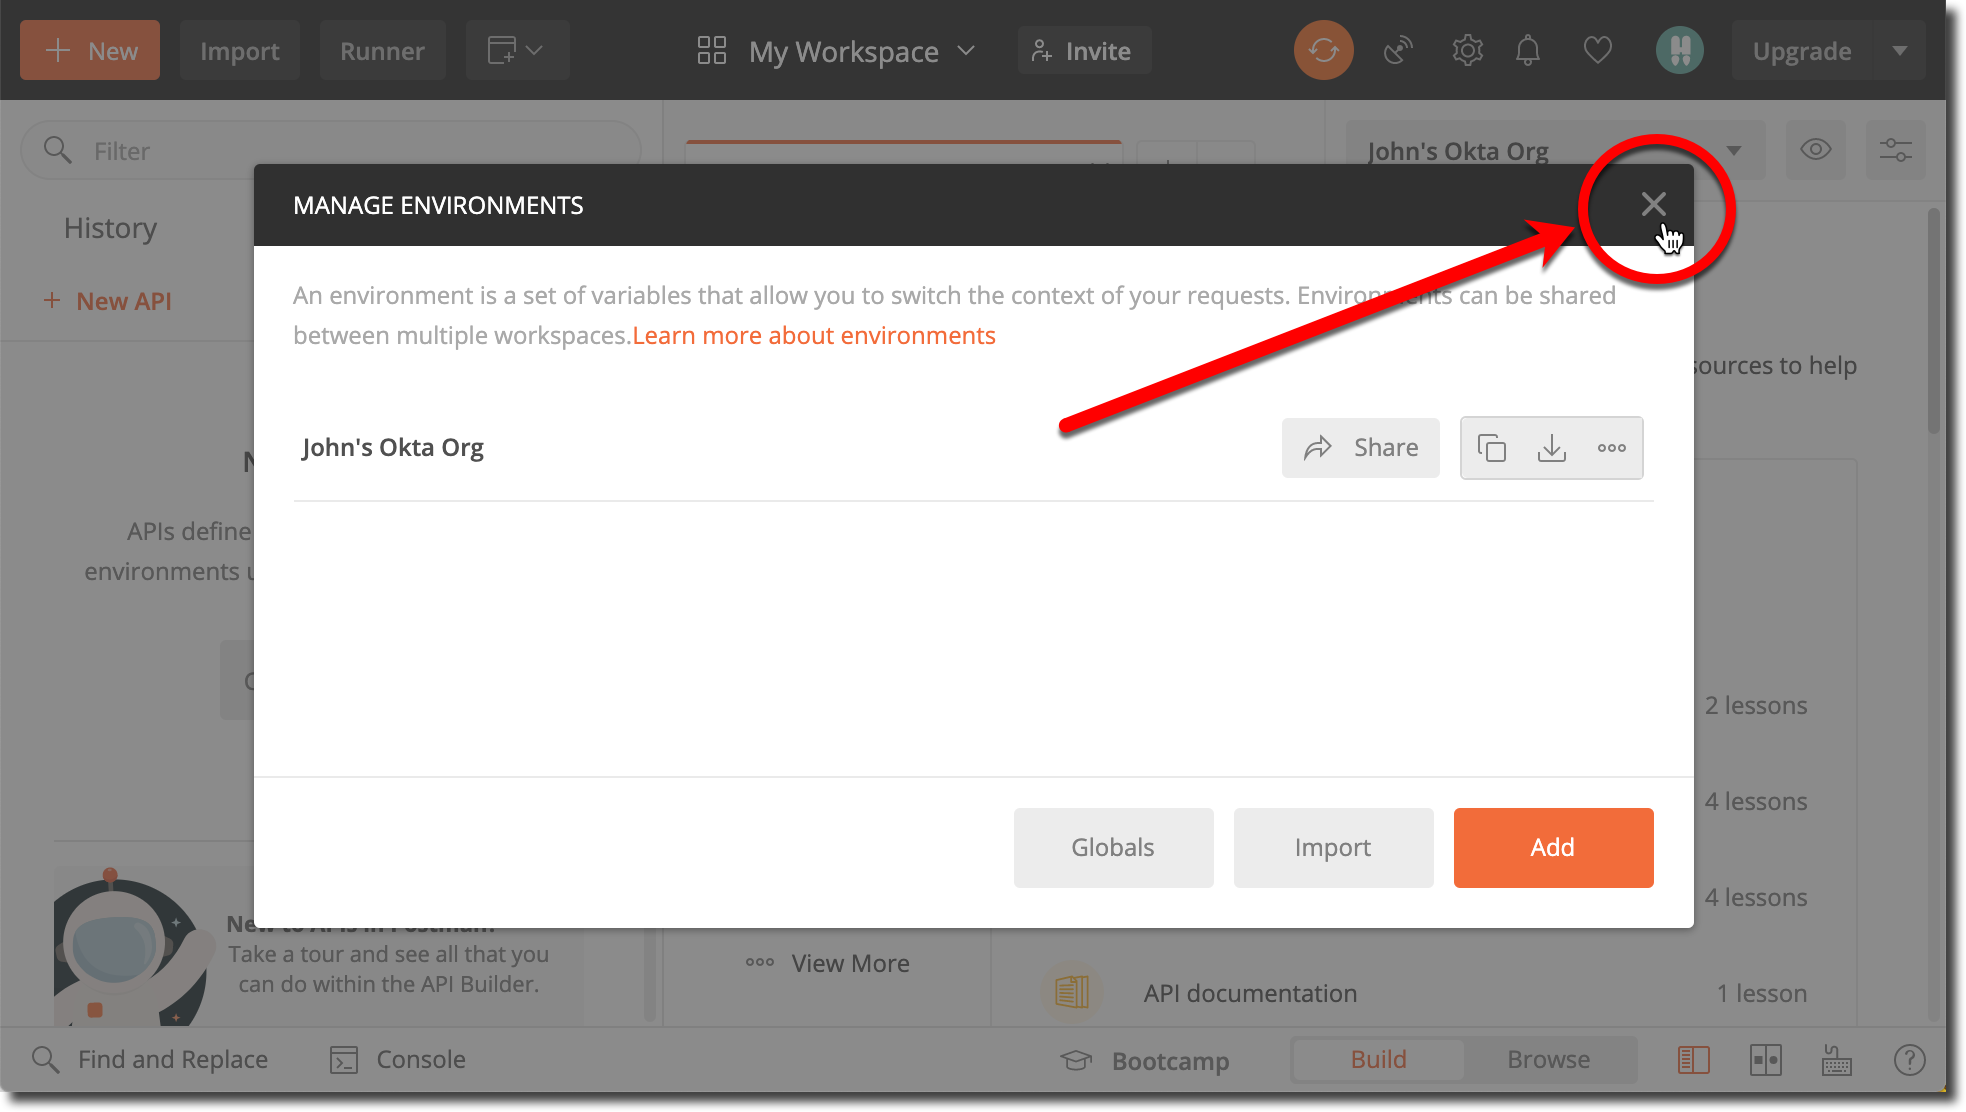 New
Import
Runner
My Workspace
Invite
Upgrade
Filter
John's Okta Org
History
New API
MANAGE ENVIRONMENTS
An environment is a set of variables that allow you to switch the context of your requests. Environments can be shared
between multiple workspaces.Learn more about environments
sources to help
John's Okta Org
Share
N
APIs define
environments u
2 lessons
4 lessons
Globals
Import
Add
4 lessons
New to APIs in Postman?
Take a tour and see all that you
can do within the API Builder.
View More
API documentation
1 lesson
Find and Replace
Console
Bootcamp
Build
Browse